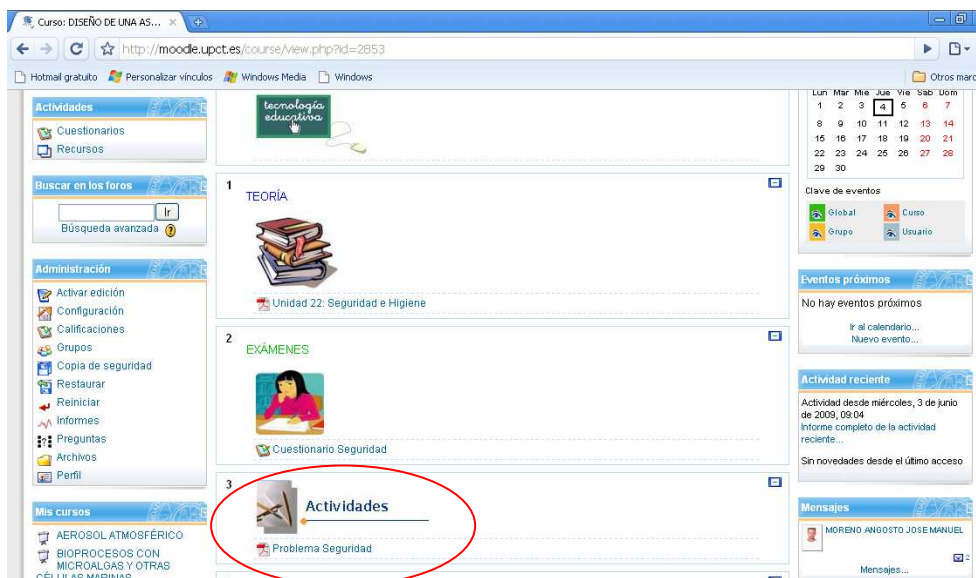 Curso: DISEÑO DE UNA AS...
http://moodle.upct.es/course/view.php?id=2853
Hotmail gratuito Personalizar vínculos Windows Media Windows Otros marc
Actividades
Cuestionarios
Recursos
Buscar en los foros
Ir
Búsqueda avanzada ?
Administración
Activar edición
Configuración
Calificaciones
Grupos
Copia de seguridad
Restaurar
Reiniciar
Informes
Preguntas
Archivos
Perfil
Mis cursos
AEROSOL ATMOSFÉRICO
BIOPROCESOS CON
MICROALGAS Y OTRAS
CÉLULAS MARINAS
tecnología
educativa
1
TEORÍA
Unidad 22: Seguridad e Higiene
2
EXÁMENES
Cuestionario Seguridad
3
Actividades
Problema Seguridad
Lun Mar Mie Jue Vie Sab Dom
1 2 3 4 5 6 7
8 9 10 11 12 13 14
15 16 17 18 19 20 21
22 23 24 25 26 27 28
29 30
Clave de eventos
Global Curso
Grupo Usuario
Eventos próximos
No hay eventos próximos
Ir al calendario...
Nuevo evento...
Actividad reciente
Actividad desde miércoles, 3 de junio
de 2009, 09:04
Informe completo de la actividad
reciente...
Sin novedades desde el último acceso
Mensajes
MORENO ANGOSTO JOSE MANUEL
2
Mensajes...